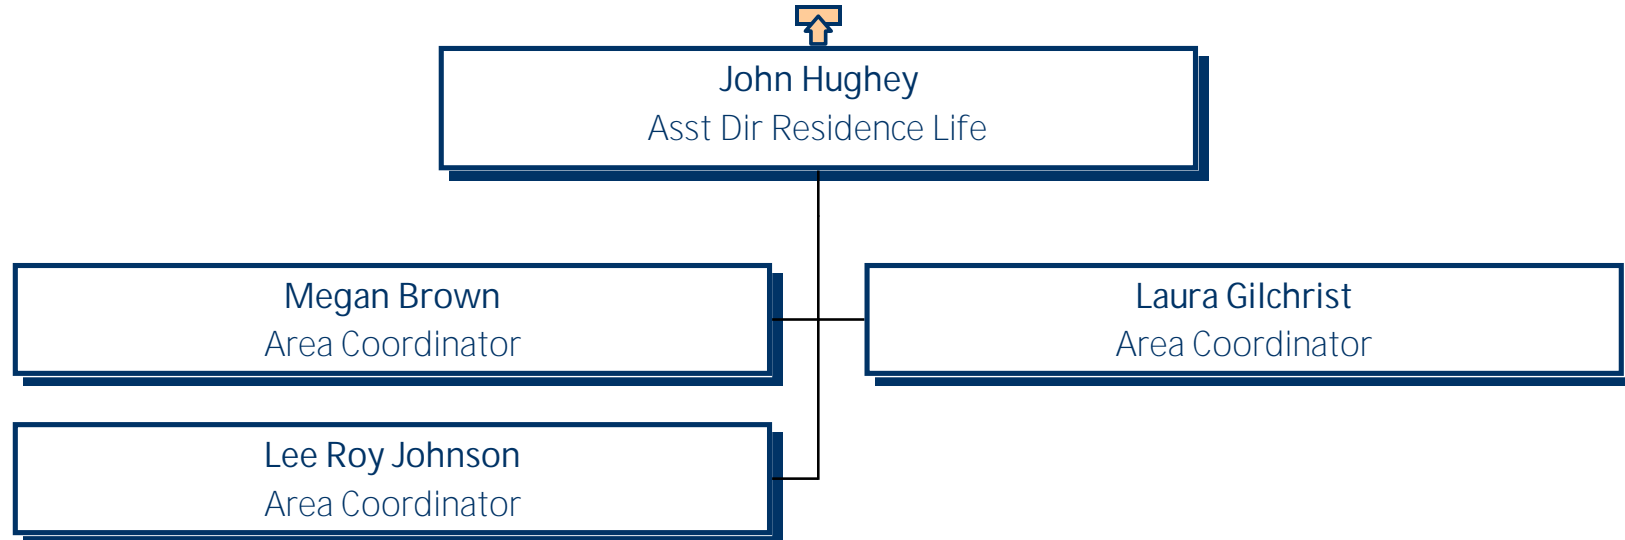 John Hughey
Asst Dir Residence Life
Megan Brown
Area Coordinator
Laura Gilchrist
Area Coordinator
Lee Roy Johnson
Area Coordinator